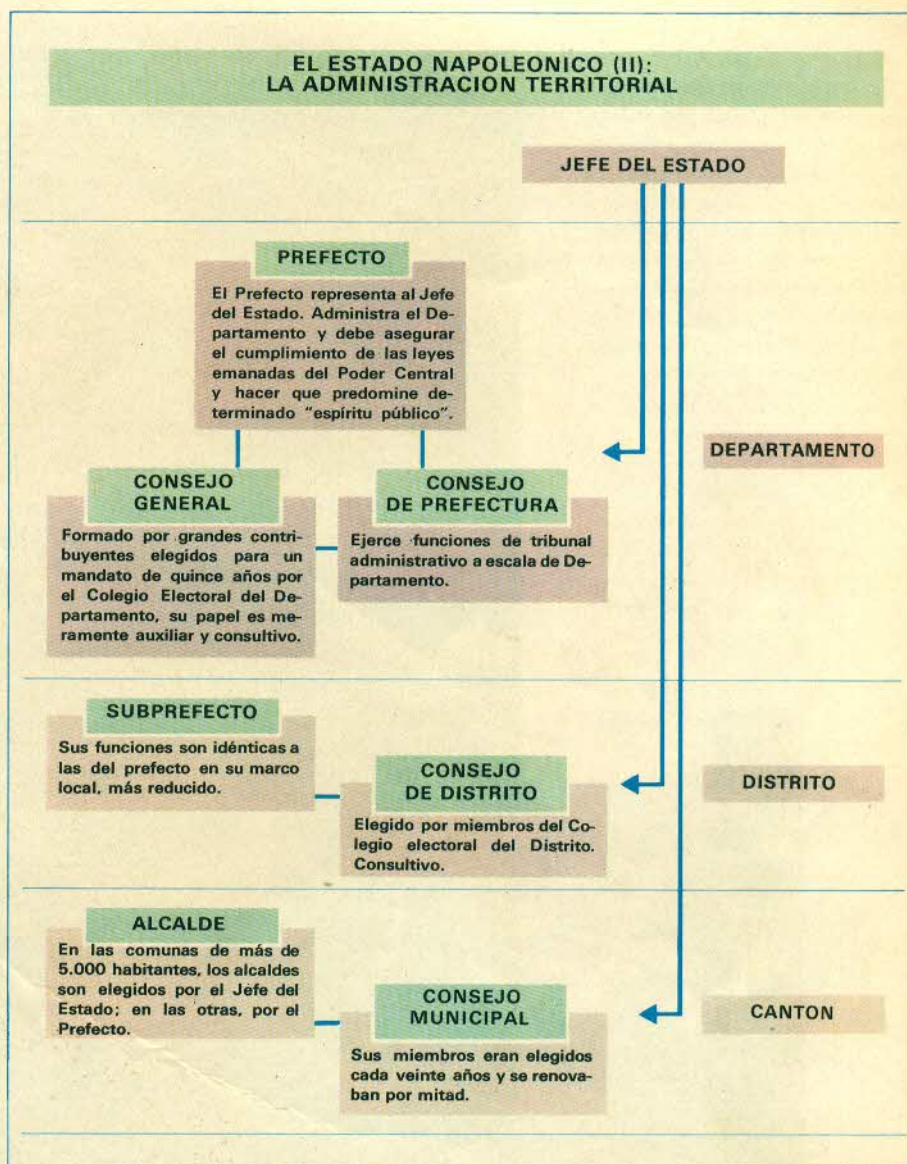 EL ESTADO NAPOLEONICO (II):
LA ADMINISTRACION TERRITORIAL
JEFE DEL ESTADO
PREFECTO
El Prefecto representa al Jefe
del Estado. Administra el De-
partamento y debe asegurar
el cumplimiento de las leyes
emanadas del Poder Central
y hacer que predomine de-
terminado "espíritu público".
DEPARTAMENTO
CONSEJO
GENERAL
Formado por grandes contri-
buyentes elegidos para un
mandato de quince años por
el Colegio Electoral del De-
partamento, su papel es me-
ramente auxiliar y consultivo.
CONSEJO
DE PREFECTURA
Ejerce funciones de tribunal
administrativo a escala de De-
partamento.
SUBPREFECTO
Sus funciones son idénticas a
las del prefecto en su marco
local, más reducido.
CONSEJO
DE DISTRITO
Elegido por miembros del Co-
legio electoral del Distrito.
Consultivo.
DISTRITO
ALCALDE
En las comunas de más de
5.000 habitantes, los alcaldes
son elegidos por el Jefe del
Estado; en las otras, por el
Prefecto.
CONSEJO
MUNICIPAL
Sus miembros eran elegidos
cada veinte años y se renova-
ban por mitad.
CANTON